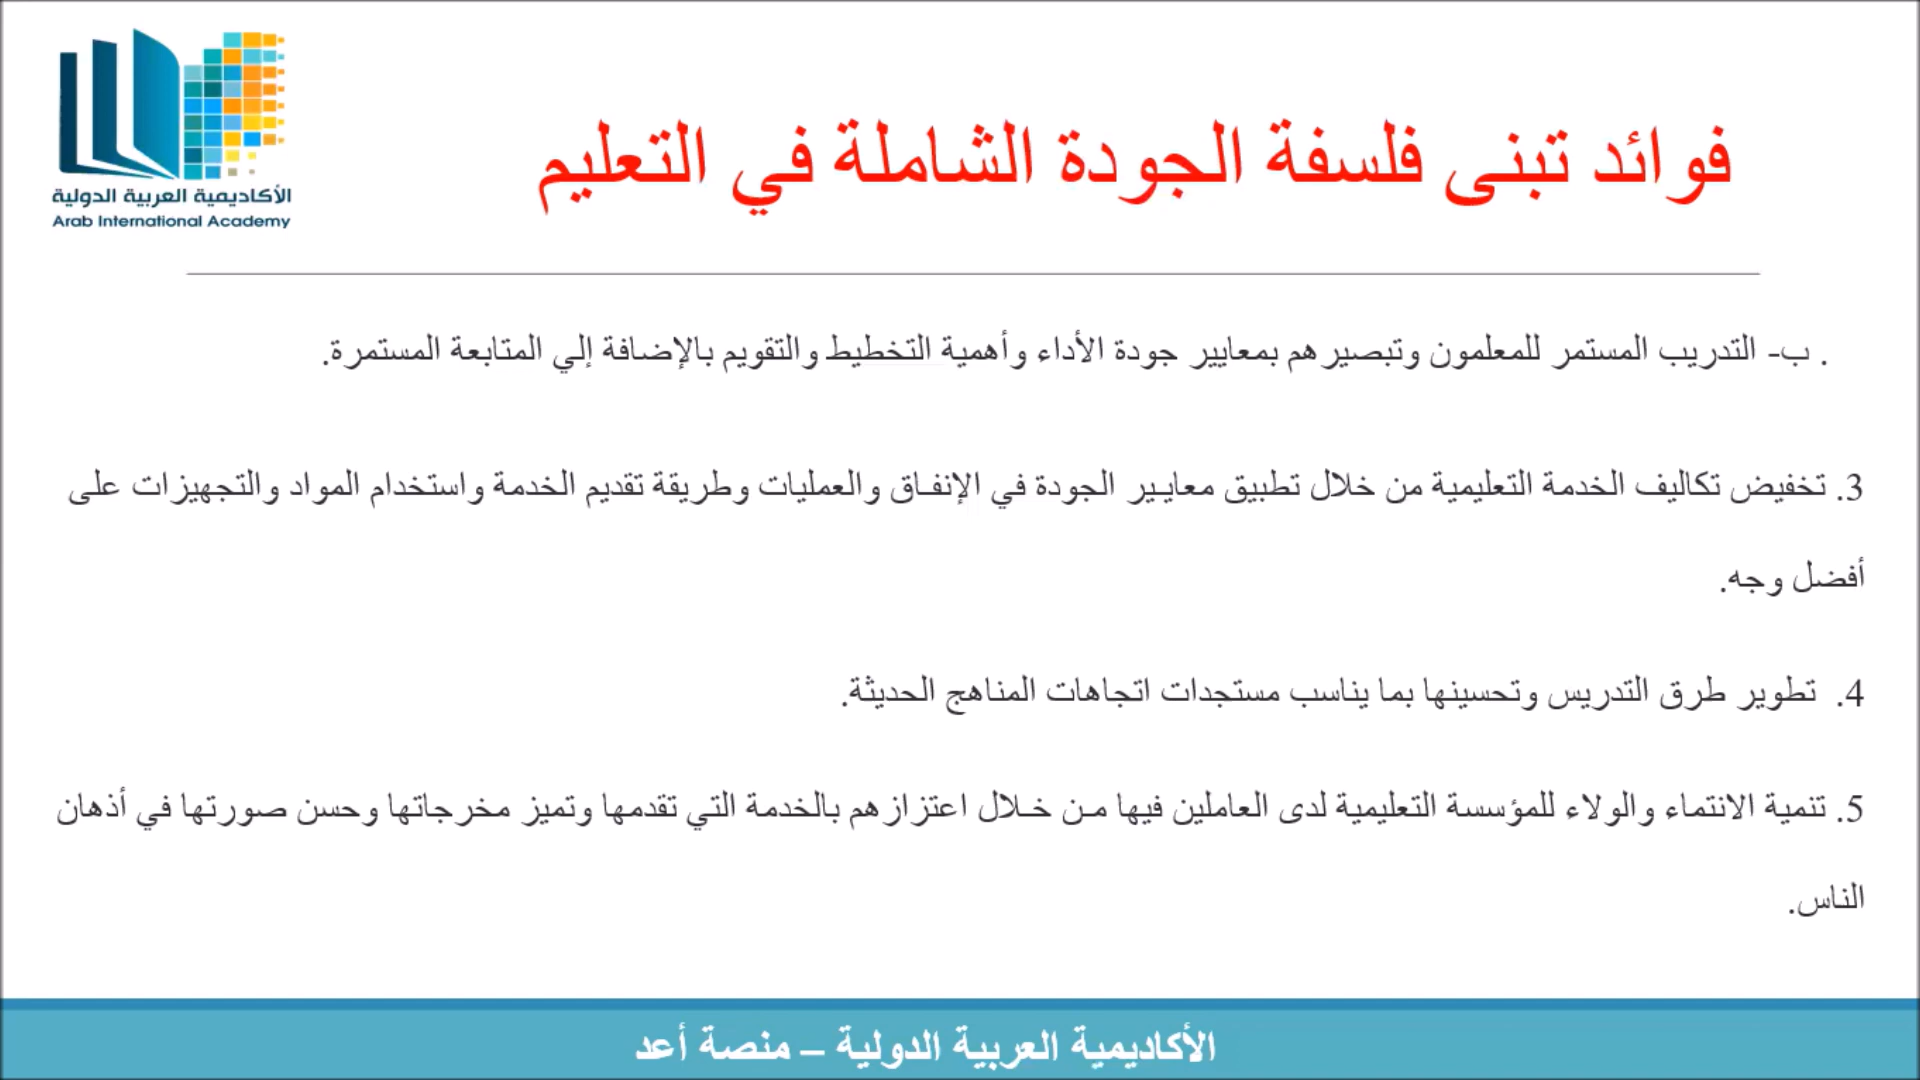 الأكاديمية العربية الدولية
Arab International Academy
فوائد تبنى فلسفة الجودة الشاملة في التعليم
. ب- التدريب المستمر للمعلمون وتبصيرهم بمعايير جودة الأداء وأهمية التخطيط والتقويم بالإضافة إلي المتابعة المستمرة.
3. تخفيض تكاليف الخدمة التعليمية من خلال تطبيق معايـير الجودة في الإنفـاق والعمليات وطريقة تقديم الخدمة واستخدام المواد والتجهيزات على
أفضل وجه.
4. تطوير طرق التدريس وتحسينها بما يناسب مستجدات اتجاهات المناهج الحديثة.
5. تنمية الانتماء والولاء للمؤسسة التعليمية لدى العاملين فيها مـن خـلال اعتزازهم بالخدمة التي تقدمها وتميز مخرجاتها وحسن صورتها في أذهان
الناس.
الأكاديمية العربية الدولية – منصة أعد